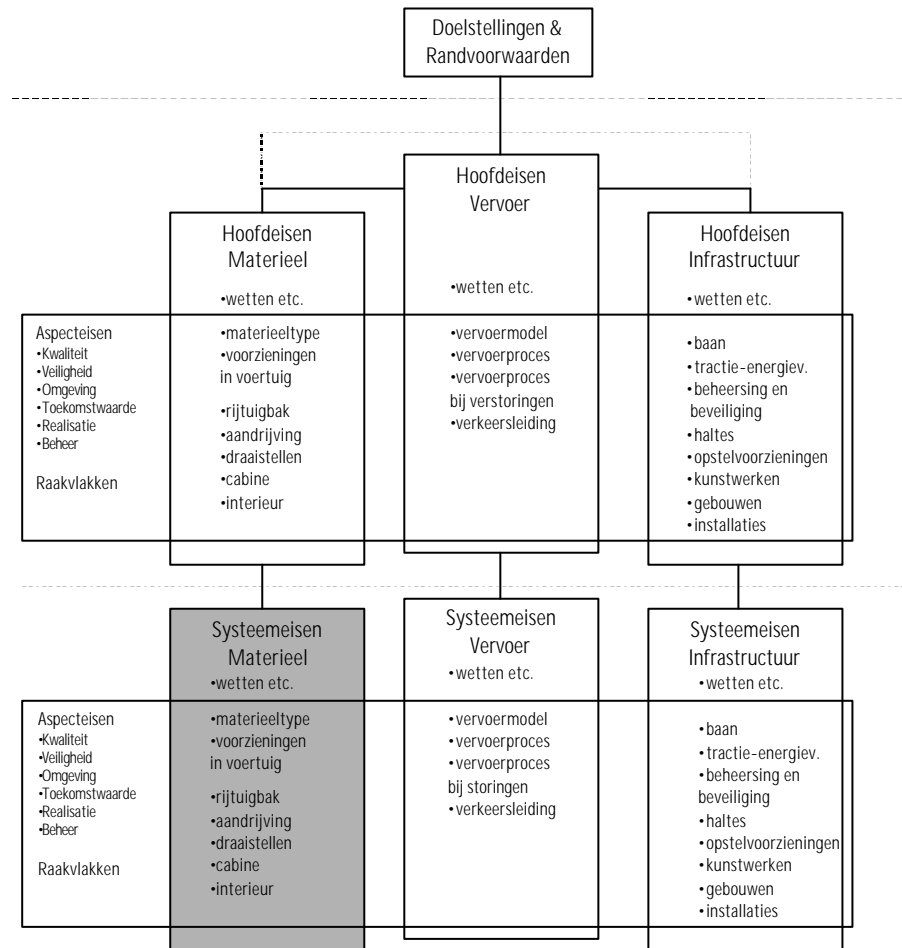 Doelstellingen &
Randvoorwaarden
Hoofdeisen
Vervoer
•wetten etc.
•vervoermodel
•vervoerproces
•vervoerproces
bij verstoringen
•verkeersleiding
Hoofdeisen
Materieel
•wetten etc.
•materieeltype
•voorzieningen
in voertuig
•rijtuigbak
•aandrijving
•draaistellen
•cabine
•interieur
Hoofdeisen
Infrastructuur
•wetten etc.
•baan
•tractie-energiev.
•beheersing en
beveiliging
•haltes
•opstelvoorzieningen
•kunstwerken
•gebouwen
•installaties
Aspecteisen
•Kwaliteit
•Veiligheid
•Omgeving
•Toekomstwaarde
•Realisatie
•Beheer
Raakvlakken
Systeemeisen
Materieel
•wetten etc.
•materieeltype
•voorzieningen
in voertuig
•rijtuigbak
•aandrijving
•draaistellen
•cabine
•interieur
Systeemeisen
Vervoer
•wetten etc.
•vervoermodel
•vervoerproces
•vervoerproces
bij storingen
•verkeersleiding
Systeemeisen
Infrastructuur
•wetten etc.
•baan
•tractie-energiev.
•beheersing en
beveiliging
•haltes
•opstelvoorzieningen
•kunstwerken
•gebouwen
•installaties
Aspecteisen
•Kwaliteit
•Veiligheid
•Omgeving
•Toekomstwaarde
•Realisatie
•Beheer
Raakvlakken